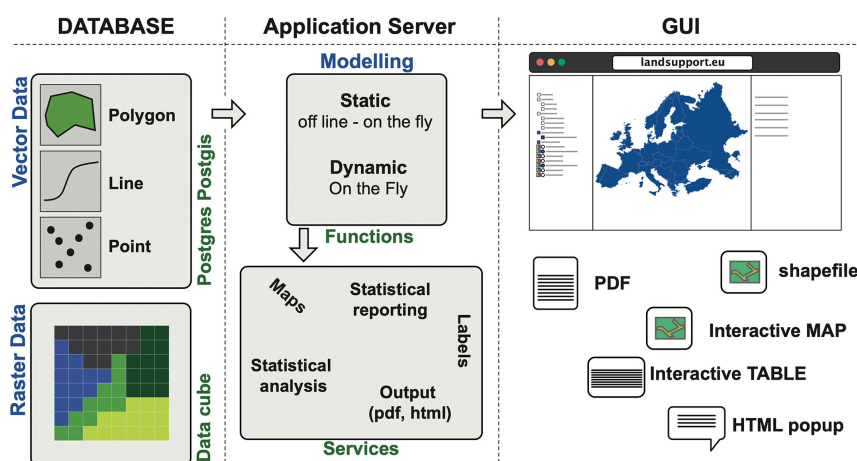 DATABASE
Application Server
GUI
Vector Data
Polygon
Line
Point
Postgres Postgis
Raster Data
Data cube
Modelling
Static
off line - on the fly
Dynamic
On the Fly
Functions
Maps
Statistical
reporting
Labels
Statistical
analysis
Output
(pdf, html)
Services
landsupport.eu
PDF
shapefile
Interactive MAP
Interactive TABLE
HTML popup